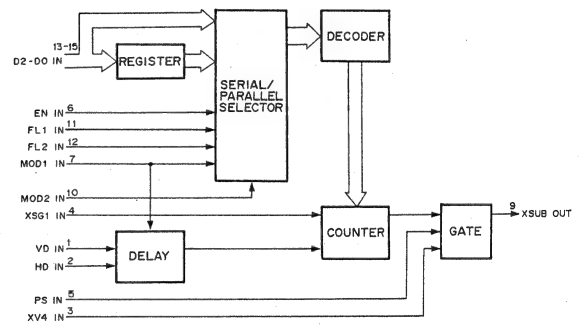 13-15
D2-D0 IN
REGISTER
SERIAL/
PARALLEL
SELECTOR
DECODER
EN IN 6
FL1 IN 11
FL2 IN 12
MOD1 IN 7
MOD2 IN 10
XSG1 IN 4
VD IN 1
HD IN 2
DELAY
COUNTER
GATE
9
XSUB OUT
PS IN 5
XV4 IN 3